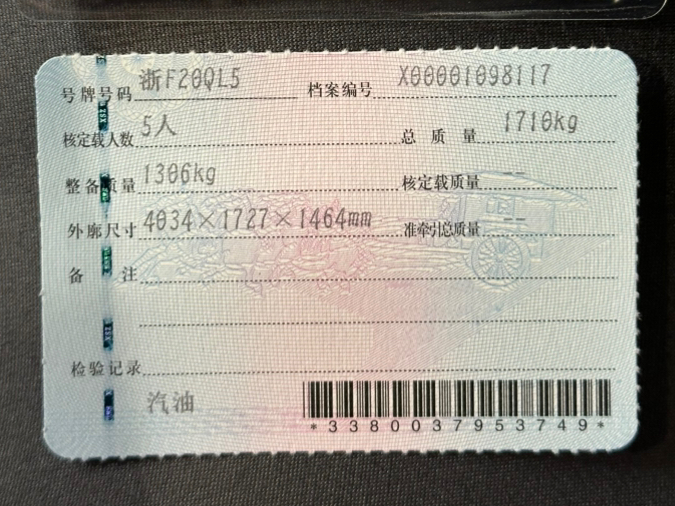 号牌号码 浙F20QL5 档案编号 X00001098117
核定载人数 5人 总质量 1710kg
整备质量 1306kg 核定载质量 --
外廓尺寸 4034×1727×1464mm 准牵引总质量 --
备注
检验记录
汽油
*3380037953749*